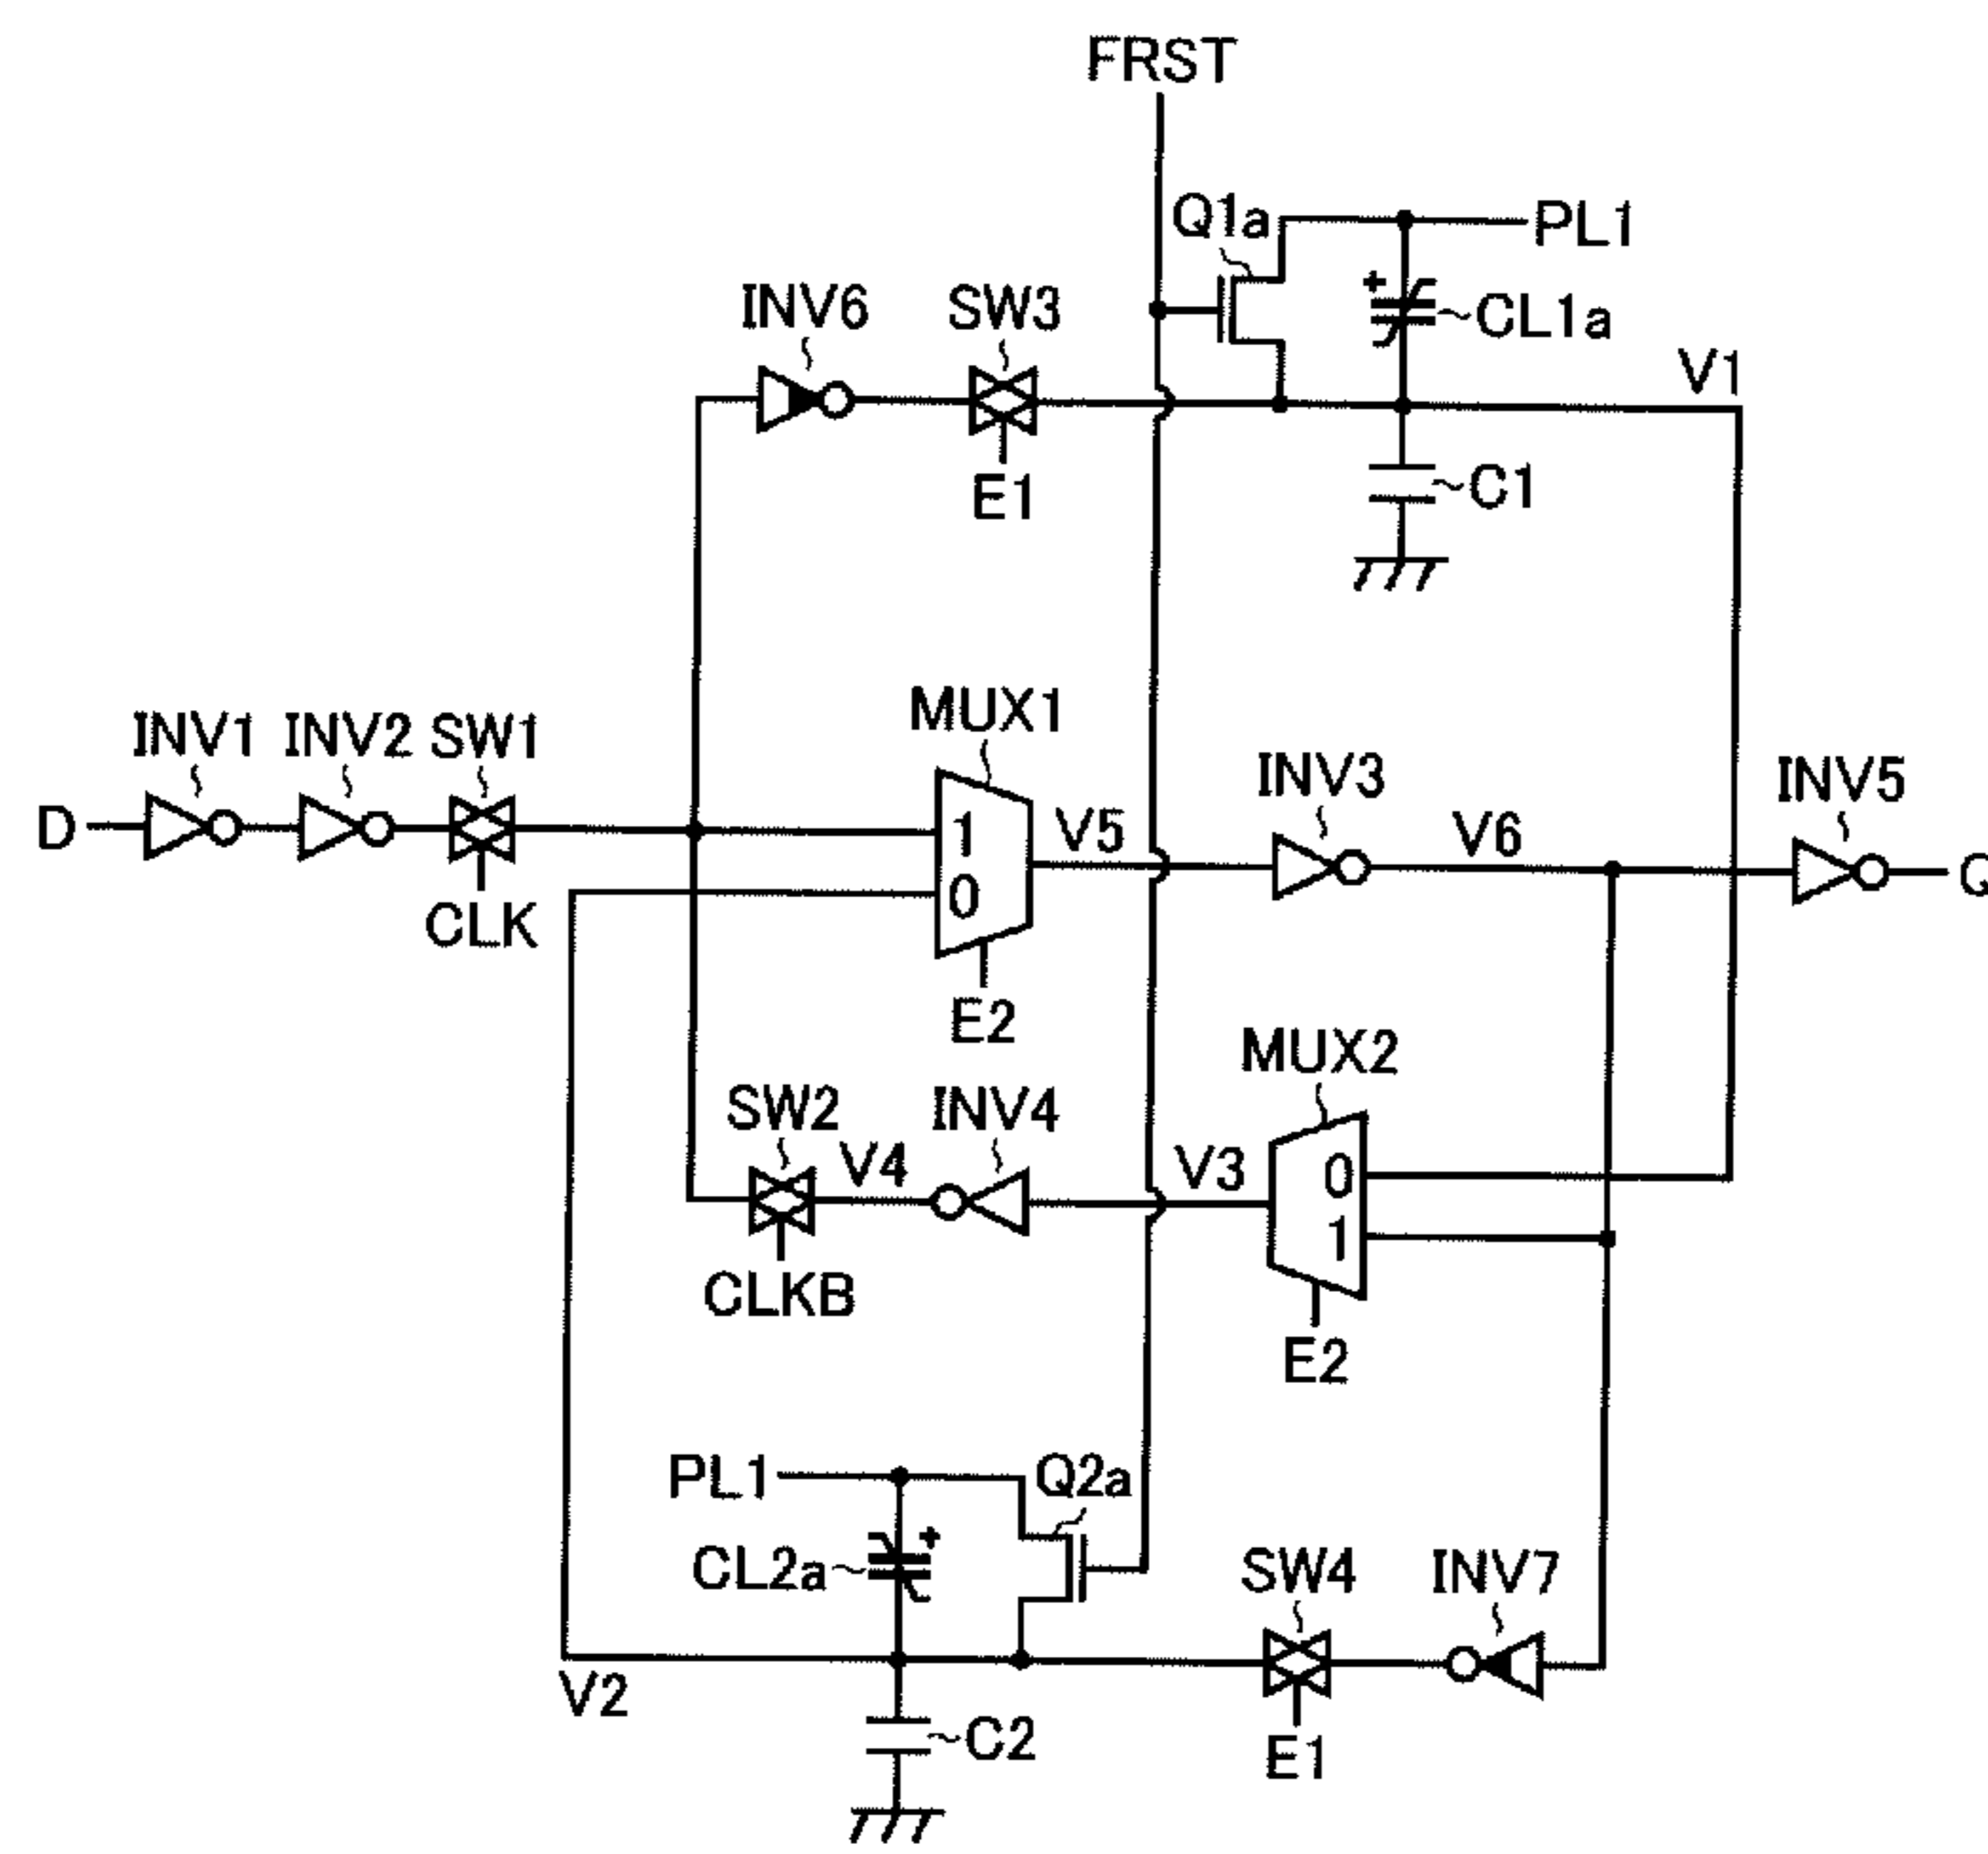 FRST
Q1a
PL1
INV6
SW3
CL1a
V1
E1
C1
MUX1
INV1
INV2
SW1
INV3
INV5
V5
V6
1
D
Q
0
CLK
E2
MUX2
SW2
INV4
V4
V3
0
1
CLKB
E2
PL1
Q2a
CL2a
SW4
INV7
V2
C2
E1